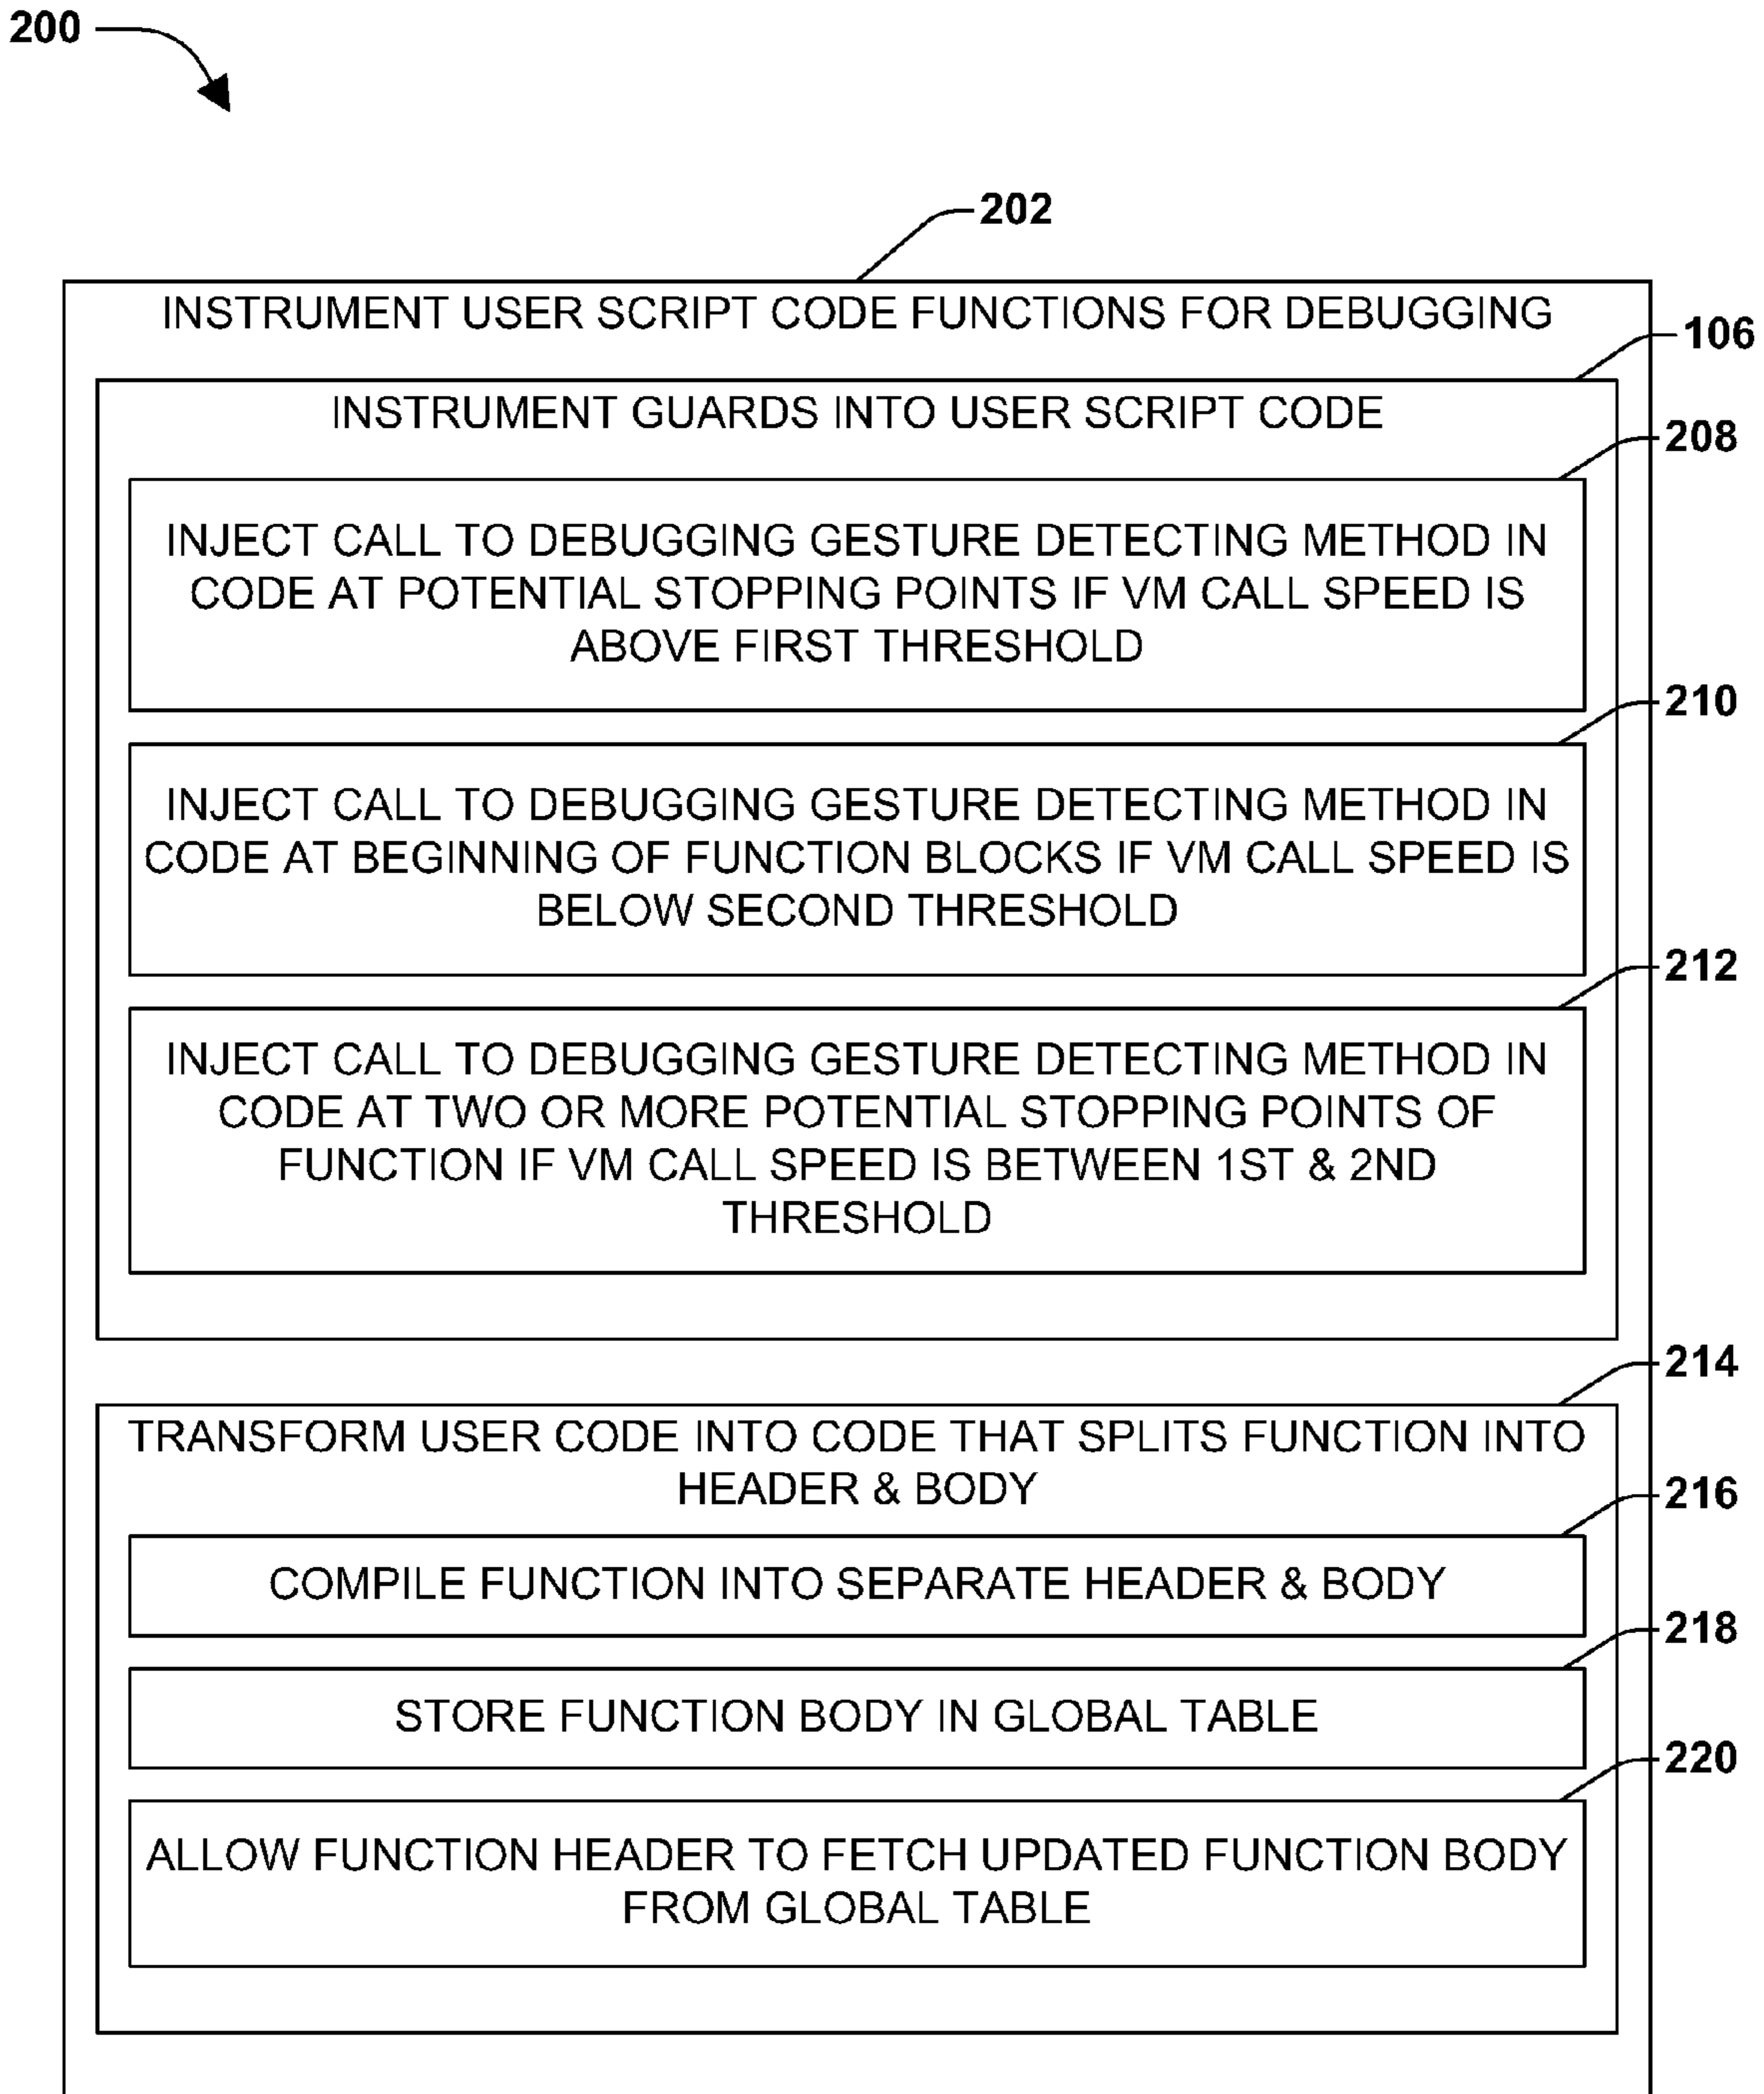 200
202
INSTRUMENT USER SCRIPT CODE FUNCTIONS FOR DEBUGGING
106
INSTRUMENT GUARDS INTO USER SCRIPT CODE
208
INJECT CALL TO DEBUGGING GESTURE DETECTING METHOD IN
CODE AT POTENTIAL STOPPING POINTS IF VM CALL SPEED IS
ABOVE FIRST THRESHOLD
210
INJECT CALL TO DEBUGGING GESTURE DETECTING METHOD IN
CODE AT BEGINNING OF FUNCTION BLOCKS IF VM CALL SPEED IS
BELOW SECOND THRESHOLD
212
INJECT CALL TO DEBUGGING GESTURE DETECTING METHOD IN
CODE AT TWO OR MORE POTENTIAL STOPPING POINTS OF
FUNCTION IF VM CALL SPEED IS BETWEEN 1ST & 2ND
THRESHOLD
214
TRANSFORM USER CODE INTO CODE THAT SPLITS FUNCTION INTO
HEADER & BODY
216
COMPILE FUNCTION INTO SEPARATE HEADER & BODY
218
STORE FUNCTION BODY IN GLOBAL TABLE
220
ALLOW FUNCTION HEADER TO FETCH UPDATED FUNCTION BODY
FROM GLOBAL TABLE